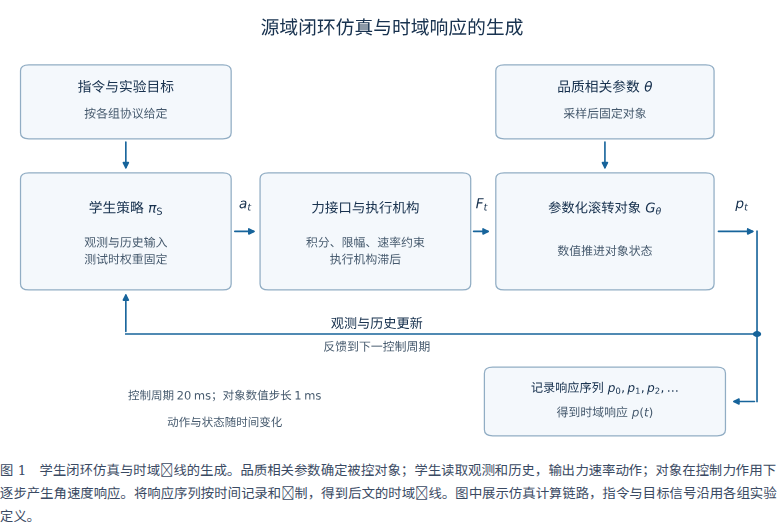 源域闭环仿真与时域响应的生成
指令与实验目标
按各组协议给定
品质相关参数 θ
采样后固定对象
学生策略 π_S
观测与历史输入
测试时权重固定
a_t
力接口与执行机构
积分、限幅、速率约束
执行机构滞后
F_t
参数化滚转对象 G_θ
数值推进对象状态
p_t
观测与历史更新
反馈到下一控制周期
控制周期 20 ms；对象数值步长 1 ms
动作与状态随时间变化
记录响应序列 p_0, p_1, p_2, …
得到时域响应 p(t)
图 1 学生闭环仿真与时域线的生成。品质相关参数确定被控对象；学生读取观测和历史，输出力速率动作；对象在控制力作用下
逐步产生角速度响应。将响应序列按时间记录和制，得到后文的时域线。图中展示仿真计算链路，指令与目标信号沿用各组实验
定义。